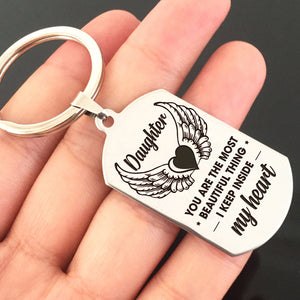 Daughter
YOU ARE THE MOST
BEAUTIFUL THING
I KEEP INSIDE
my heart